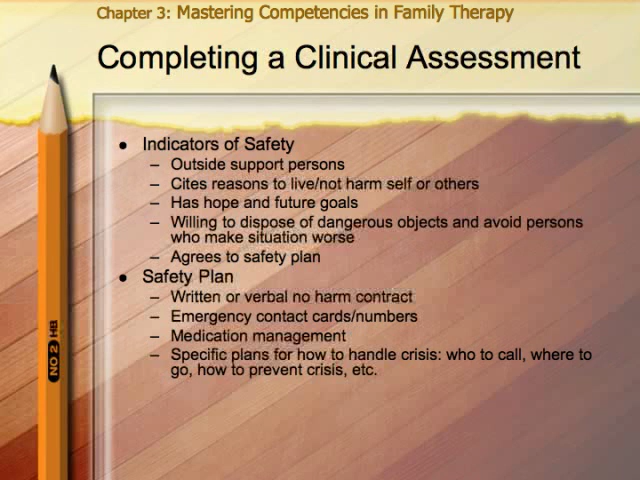 Chapter 3: Mastering Competencies in Family Therapy
Completing a Clinical Assessment
● Indicators of Safety
– Outside support persons
– Cites reasons to live/not harm self or others
– Has hope and future goals
– Willing to dispose of dangerous objects and avoid persons
who make situation worse
– Agrees to safety plan
● Safety Plan
– Written or verbal no harm contract
– Emergency contact cards/numbers
– Medication management
– Specific plans for how to handle crisis: who to call, where to
go, how to prevent crisis, etc.
NO 2 HB